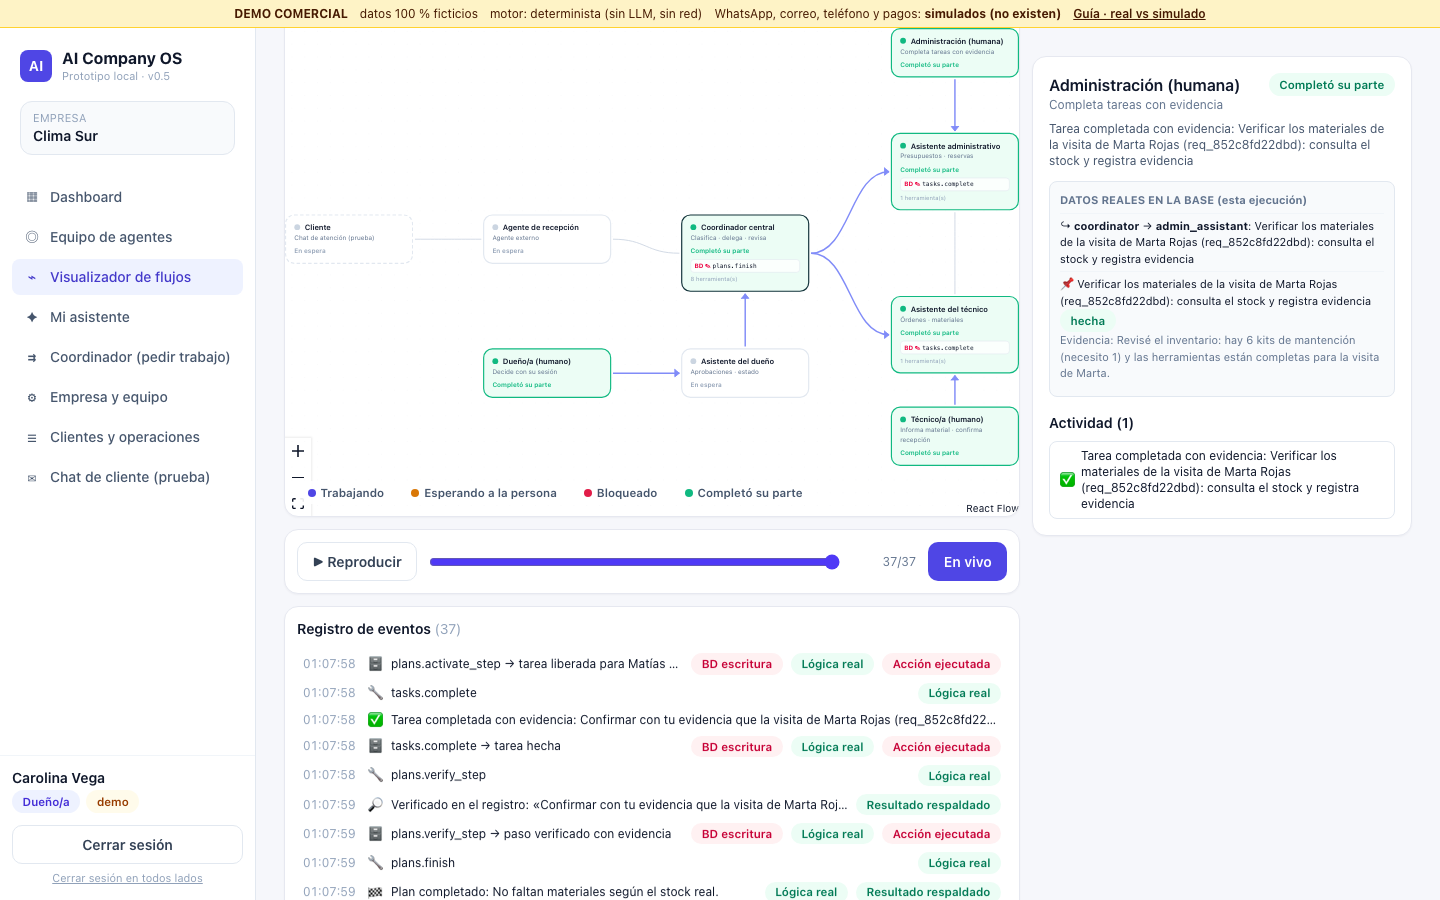 DEMO COMERCIAL datos 100 % ficticios motor: determinista (sin LLM, sin red) WhatsApp, correo, teléfono y pagos: simulados (no existen) Guía · real vs simulado
AI
AI Company OS
Prototipo local · v0.5
EMPRESA
Clima Sur
Dashboard
Equipo de agentes
Visualizador de flujos
Mi asistente
Coordinador (pedir trabajo)
Empresa y equipo
Clientes y operaciones
Chat de cliente (prueba)
Carolina Vega
Dueño/a demo
Cerrar sesión
Cerrar sesión en todos lados
Administración (humana)
Completa tareas con evidencia
Completó su parte
Asistente administrativo
Presupuestos · reservas
Completó su parte
BD tasks.complete
1 herramienta(s)
Cliente
Chat de atención (prueba)
En espera
Agente de recepción
Agente externo
En espera
Coordinador central
Clasifica · delega · revisa
Completó su parte
BD plans.finish
8 herramienta(s)
Asistente del técnico
Órdenes · materiales
Completó su parte
BD tasks.complete
1 herramienta(s)
Dueño/a (humano)
Decide con su sesión
Completó su parte
Asistente del dueño
Aprobaciones · estado
En espera
Técnico/a (humano)
Informa material · confirma
recepción
Completó su parte
Trabajando Esperando a la persona Bloqueado Completó su parte
React Flow
Reproducir 37/37 En vivo
Registro de eventos (37)
01:07:58 plans.activate_step → tarea liberada para Matías ... BD escritura Lógica real Acción ejecutada
01:07:58 tasks.complete Lógica real
01:07:58 Tarea completada con evidencia: Confirmar con tu evidencia que la visita de Marta Rojas (req_852c8fd22...
01:07:58 tasks.complete → tarea hecha BD escritura Lógica real Acción ejecutada
01:07:58 plans.verify_step Lógica real
01:07:59 Verificado en el registro: «Confirmar con tu evidencia que la visita de Marta Roj... Resultado respaldado
01:07:59 plans.verify_step → paso verificado con evidencia BD escritura Lógica real Acción ejecutada
01:07:59 plans.finish Lógica real
01:07:59 Plan completado: No faltan materiales según el stock real. Lógica real Resultado respaldado
Administración (humana) Completó su parte
Completa tareas con evidencia
Tarea completada con evidencia: Verificar los materiales de
la visita de Marta Rojas (req_852c8fd22dbd): consulta el
stock y registra evidencia
DATOS REALES EN LA BASE (esta ejecución)
↪ coordinator → admin_assistant: Verificar los materiales
de la visita de Marta Rojas (req_852c8fd22dbd): consulta el
stock y registra evidencia
Verificar los materiales de la visita de Marta Rojas
(req_852c8fd22dbd): consulta el stock y registra evidencia
hecha
Evidencia: Revisé el inventario: hay 6 kits de mantención
(necesito 1) y las herramientas están completas para la visita
de Marta.
Actividad (1)
Tarea completada con evidencia: Verificar los
materiales de la visita de Marta Rojas
(req_852c8fd22dbd): consulta el stock y registra
evidencia